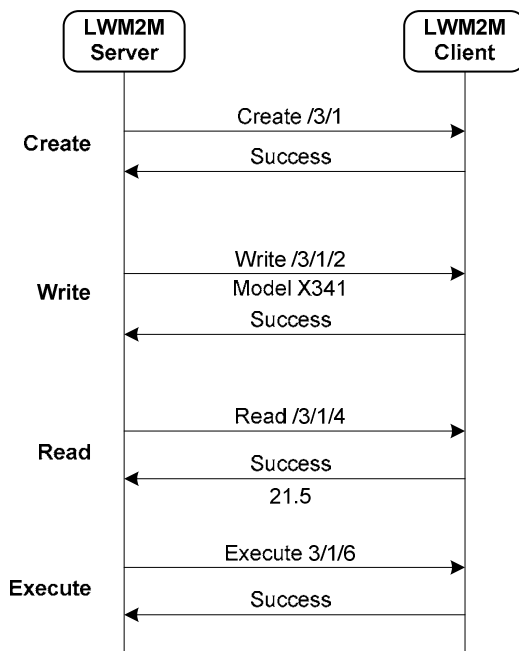 LWM2M
Server
LWM2M
Client
Create /3/1
Create
Success
Write /3/1/2
Write
Model X341
Success
Read /3/1/4
Read
Success
21.5
Execute 3/1/6
Execute
Success